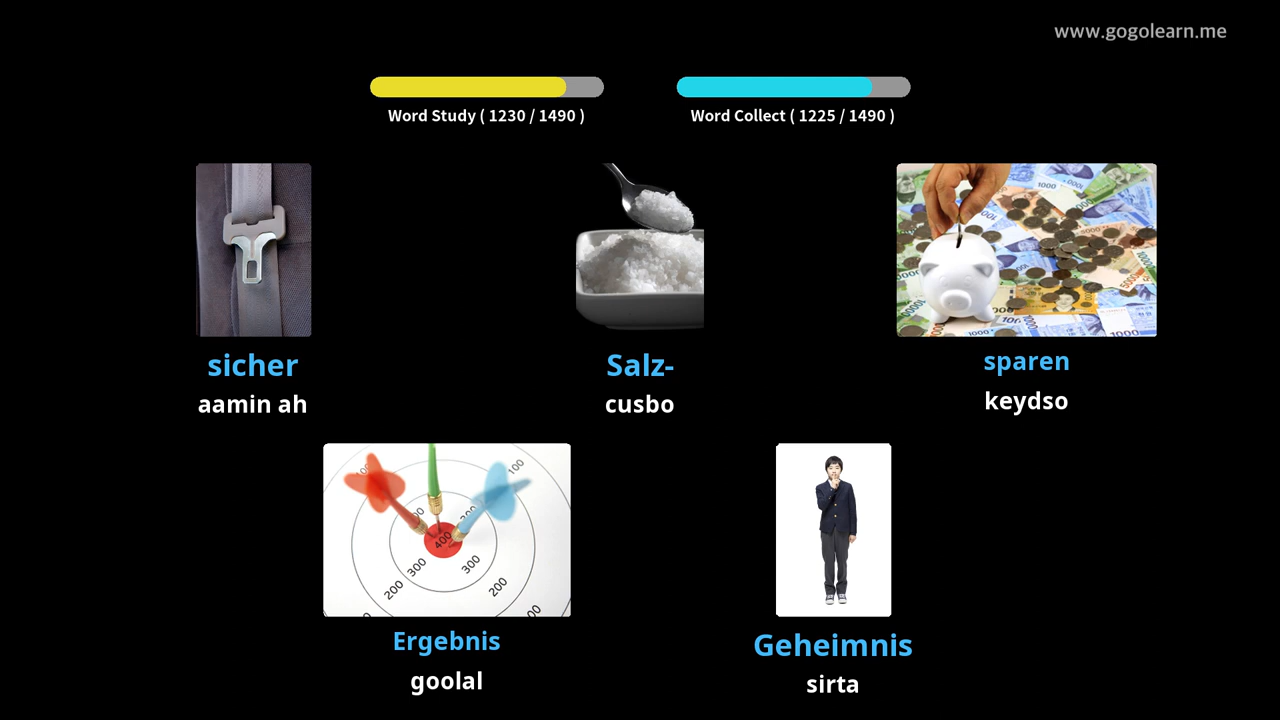 www.gogolearn.me
Word Study ( 1230 / 1490 )
Word Collect ( 1225 / 1490 )
sicher
aamin ah
Salz-
cusbo
sparen
keydso
Ergebnis
goolal
Geheimnis
sirta